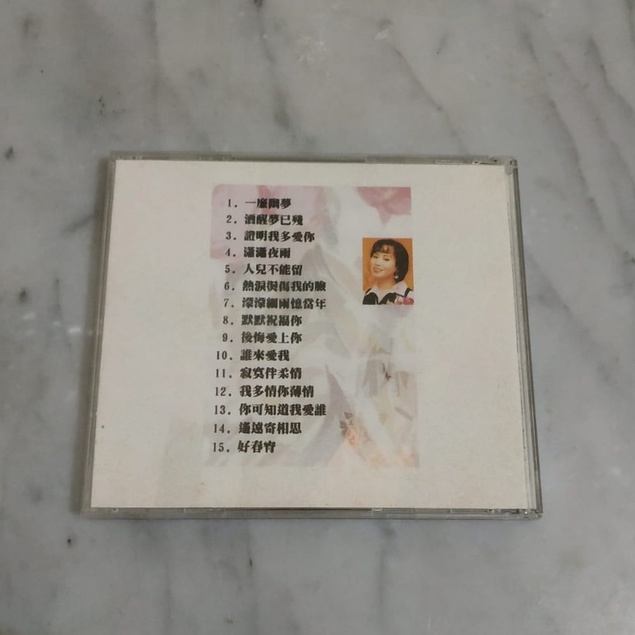 1. 一廉幽夢
2. 酒醒夢已殘
3. 證明我多愛你
4. 瀟瀟夜雨
5. 人兒不能留
6. 熱淚燙傷我的臉
7. 濛濛細雨憶當年
8. 默默祝福你
9. 後悔愛上你
10. 誰來愛我
11. 寂寞伴柔情
12. 我多情你薄情
13. 你可知道我愛誰
14. 遙遠寄相思
15. 好春宵